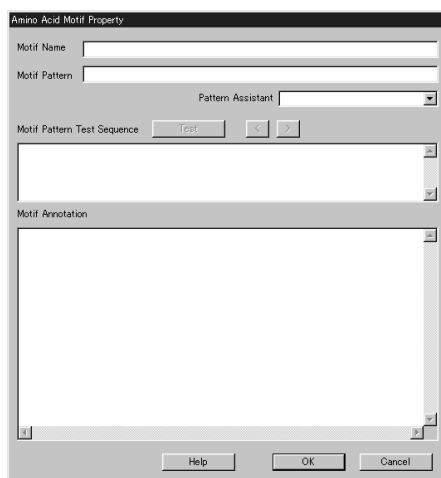 Amino Acid Motif Property
Motif Name
Motif Pattern
Pattern Assistant
Motif Pattern Test Sequence Test < >
Motif Annotation
Help OK Cancel